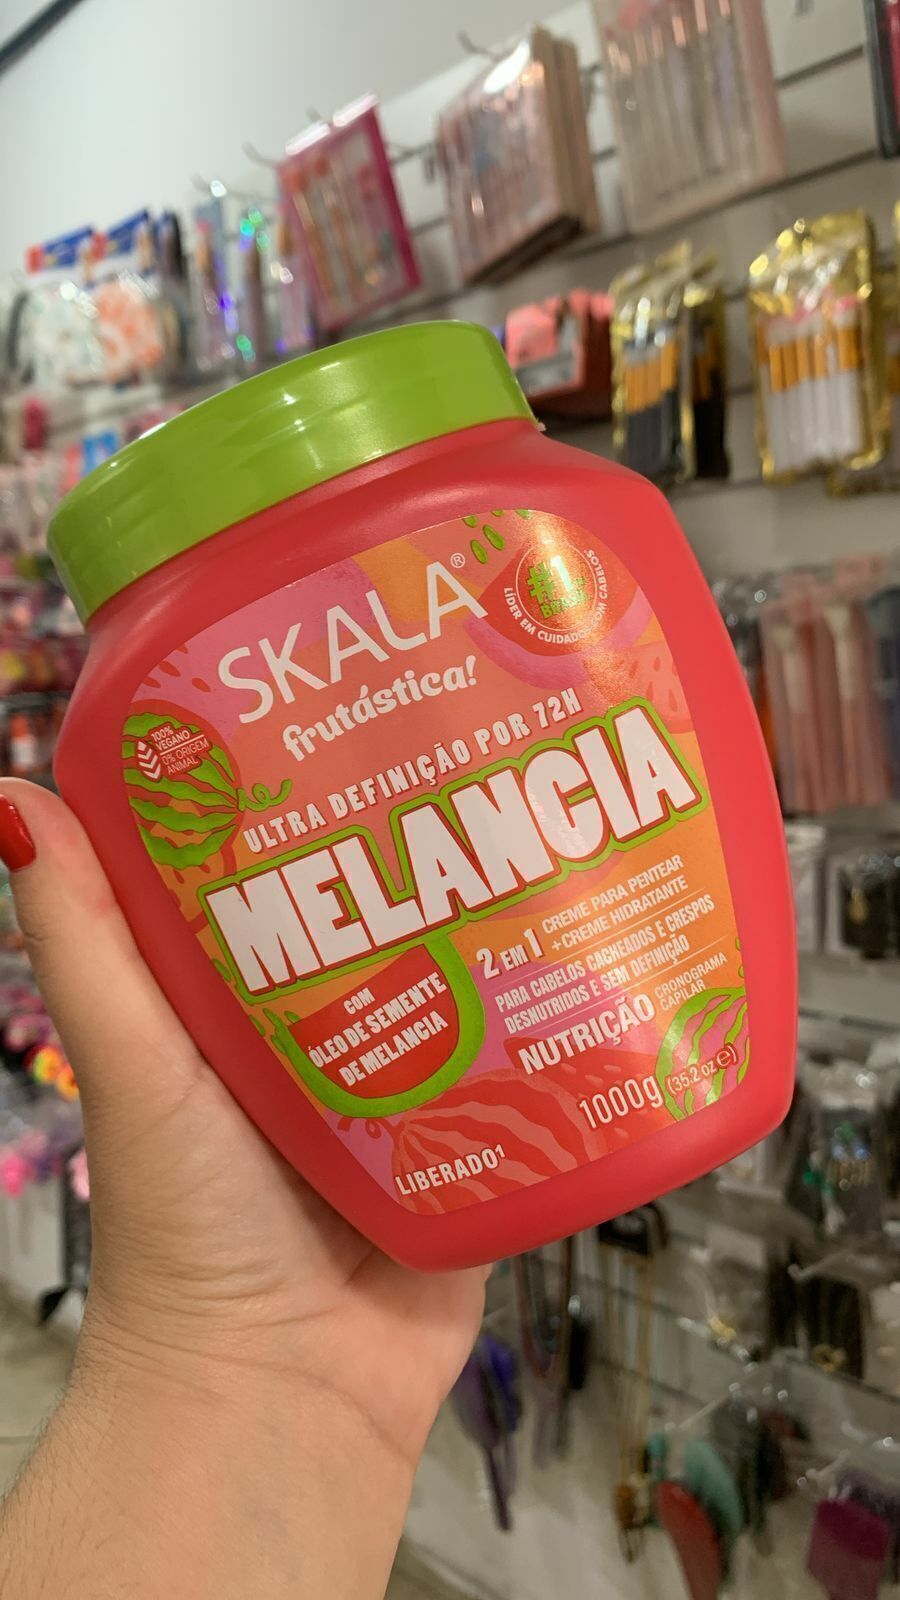 SKALA®
frutástica!
#1
BRASIL
LÍDER EM CUIDADOS COM CABELOS
100%
VEGANO
0% ORIGEM
ANIMAL
ULTRA DEFINIÇÃO POR 72H
MELANCIA
COM
ÓLEO DE SEMENTE
DE MELANCIA
2 EM 1 CREME PARA PENTEAR
+ CREME HIDRATANTE
PARA CABELOS CACHEADOS E CRESPOS
DESNUTRIDOS E SEM DEFINIÇÃO
NUTRIÇÃO CRONOGRAMA
CAPILAR
1000g (35.2 oz e)
LIBERADO¹